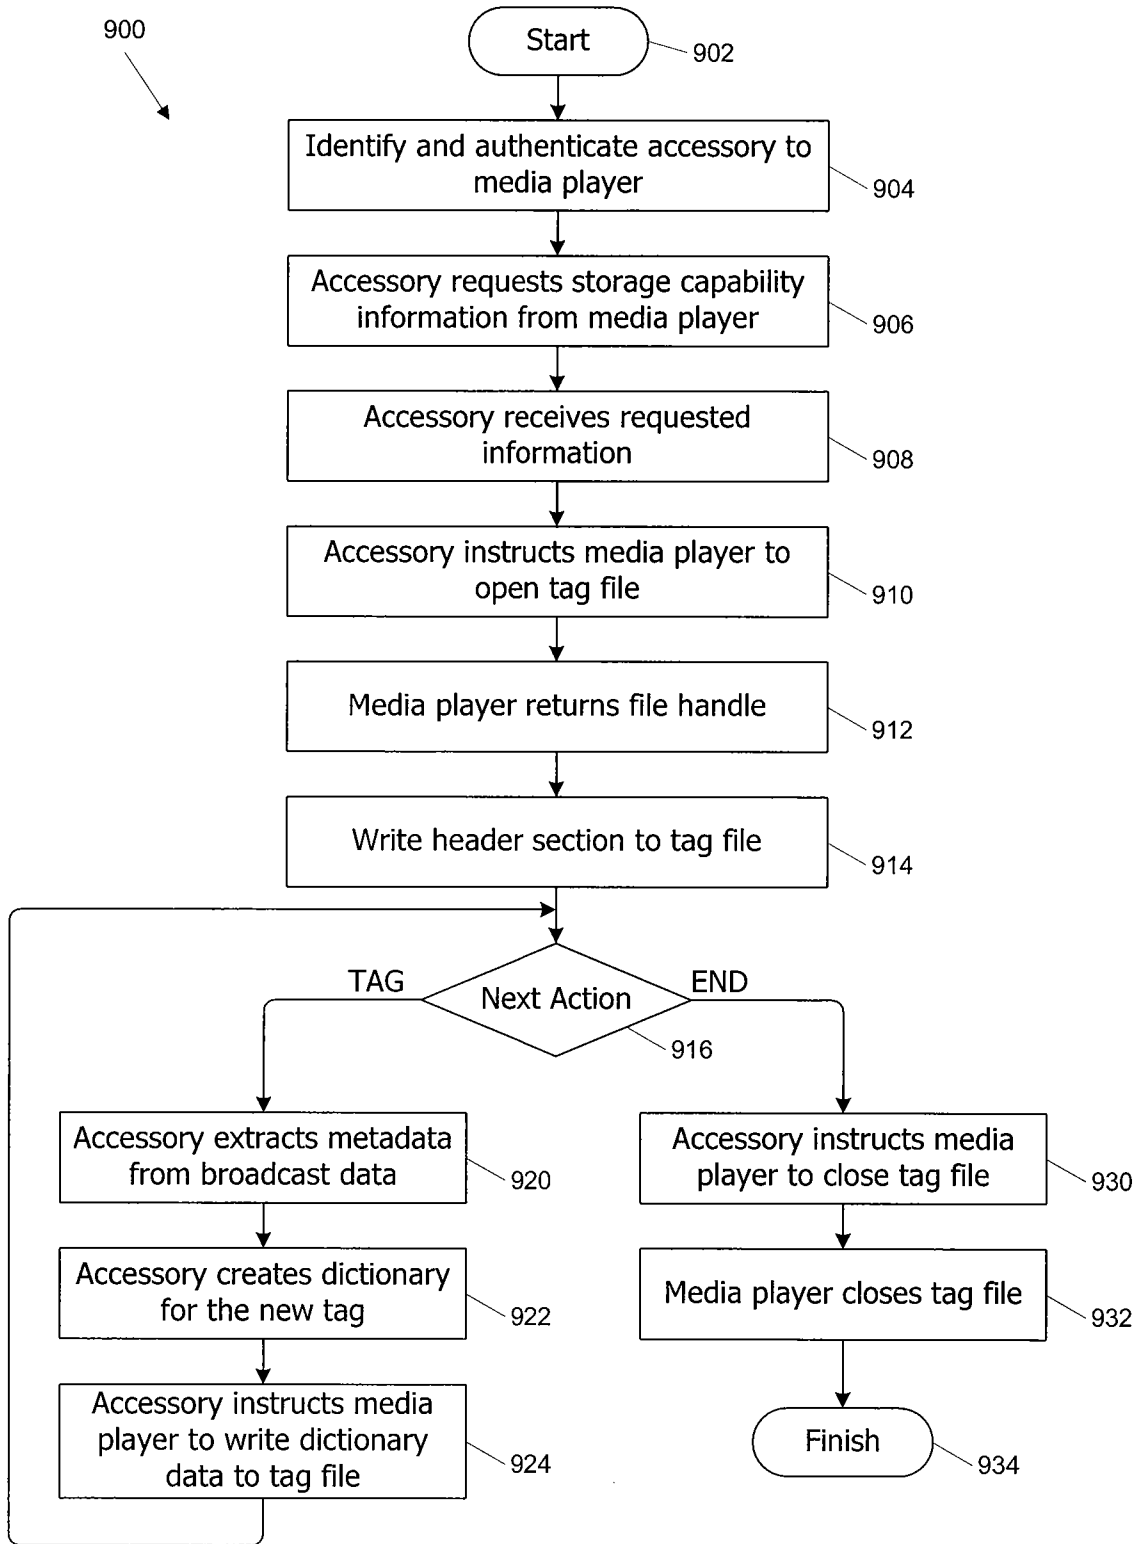 900
Start
902
Identify and authenticate accessory to
media player
904
Accessory requests storage capability
information from media player
906
Accessory receives requested
information
908
Accessory instructs media player to
open tag file
910
Media player returns file handle
912
Write header section to tag file
914
TAG
Next Action
END
916
Accessory extracts metadata
from broadcast data
920
Accessory creates dictionary
for the new tag
922
Accessory instructs media
player to write dictionary
data to tag file
924
Accessory instructs media
player to close tag file
930
Media player closes tag file
932
Finish
934